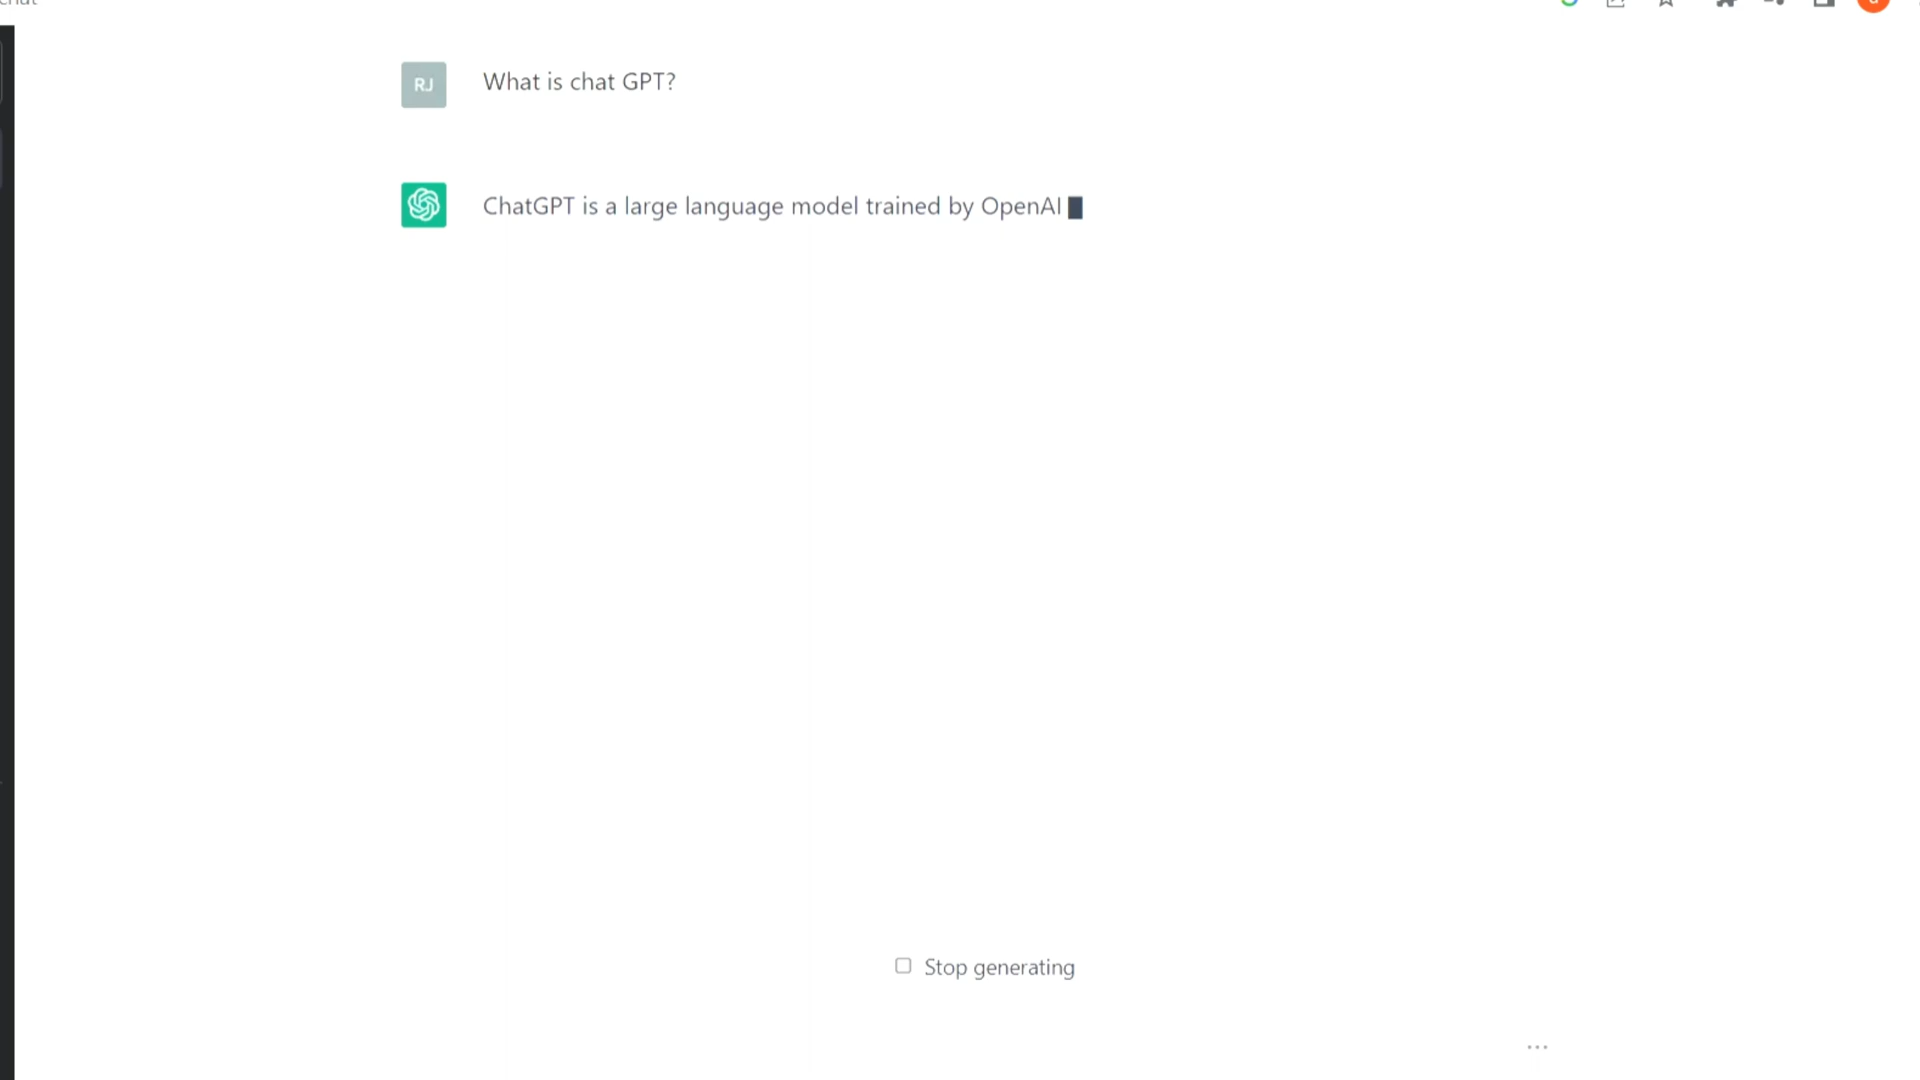 RJ
What is chat GPT?
ChatGPT is a large language model trained by OpenAI
Stop generating
...